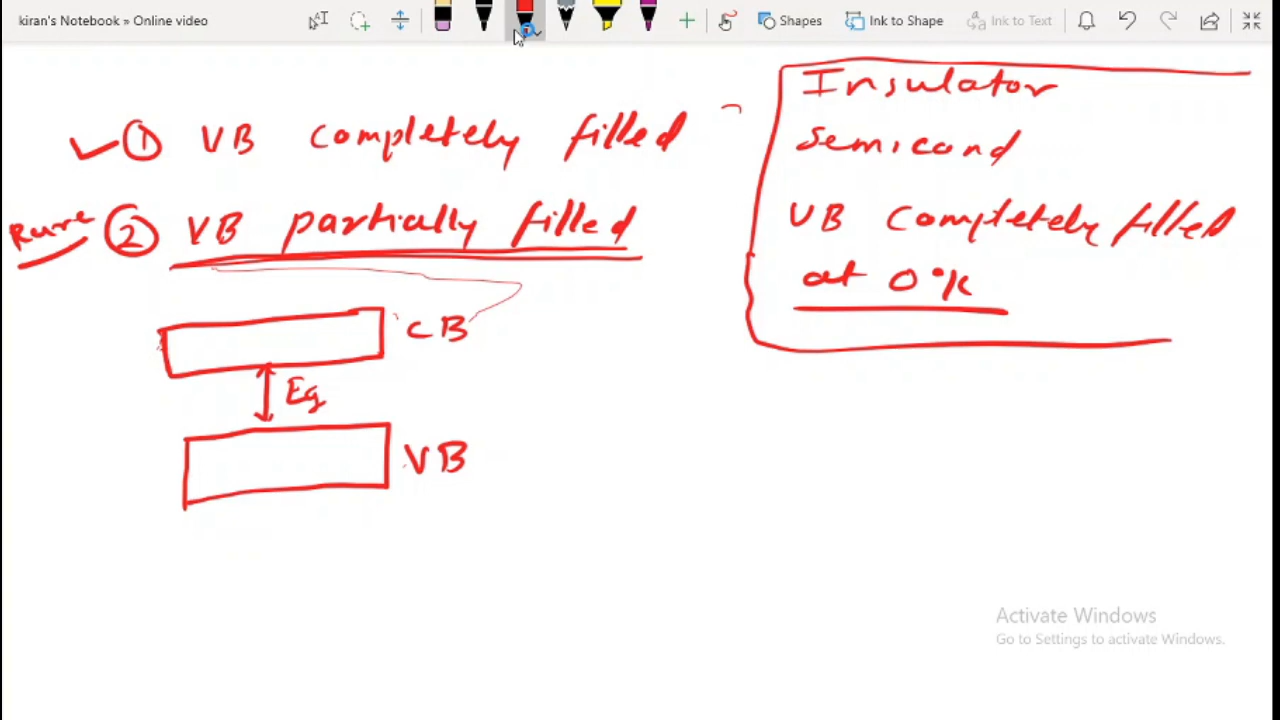 kiran's Notebook » Online video
Shapes
Ink to Shape
Ink to Text
① VB completely filled
Rare ② VB partially filled
CB
Eg
VB
Insulator
semicond
VB completely filled
at 0°K
Activate Windows
Go to Settings to activate Windows.